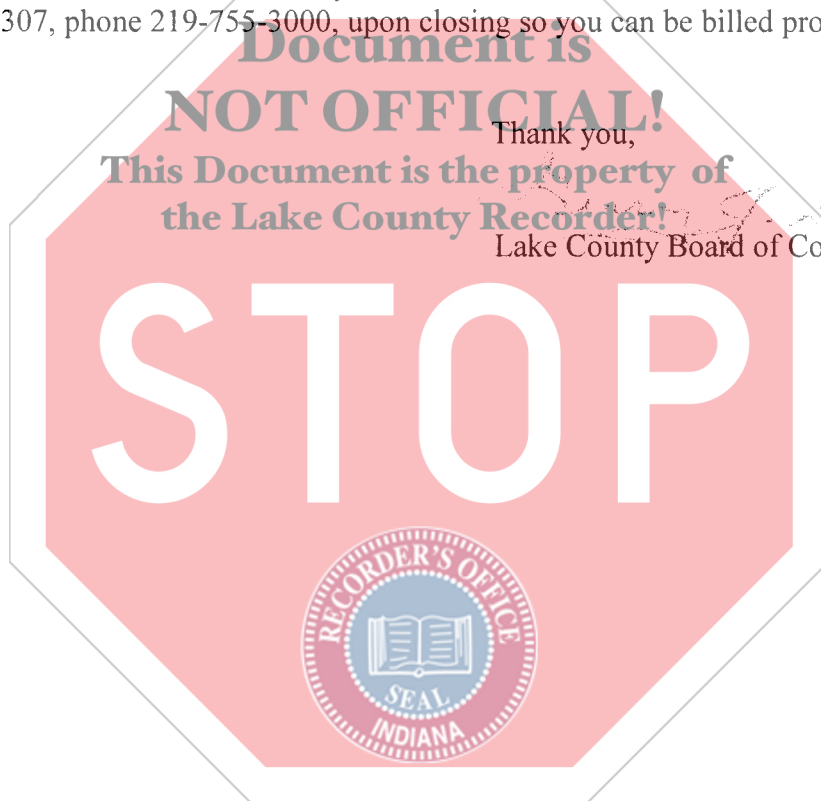 307, phone 219-755-3000, upon closing so you can be billed pro
Document is
NOT OFFICIAL!
Thank you,
This Document is the property of
the Lake County Recorder!
Lake County Board of Co
STOP
RECORDER'S OFFICE
SEAL
INDIANA